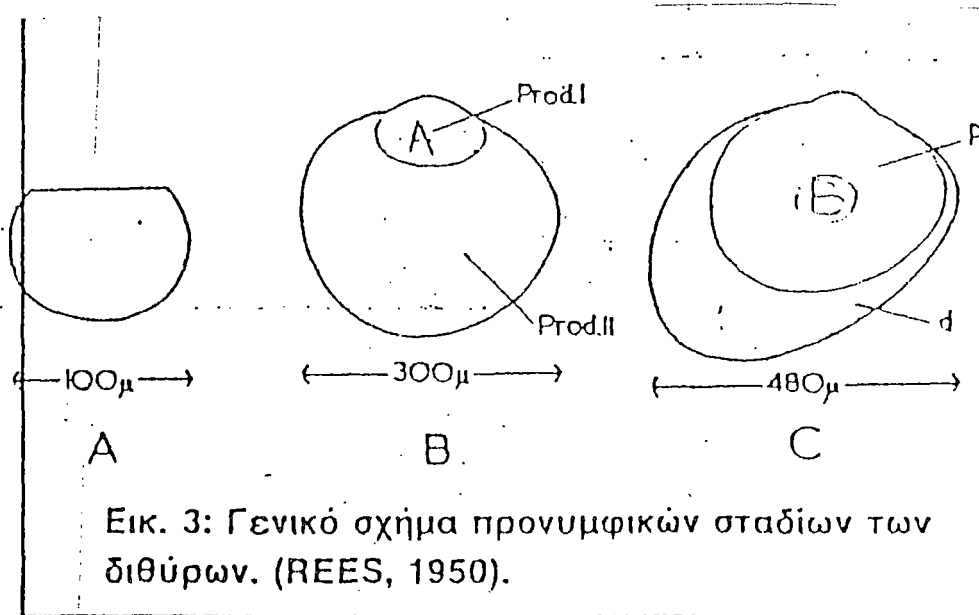 Prod.I
A
P
B
Prod.II
d
100μ
300μ
480μ
A
B
C
Εικ. 3: Γενικό σχήμα προνυμφικών σταδίων των
διθύρων. (REES, 1950).